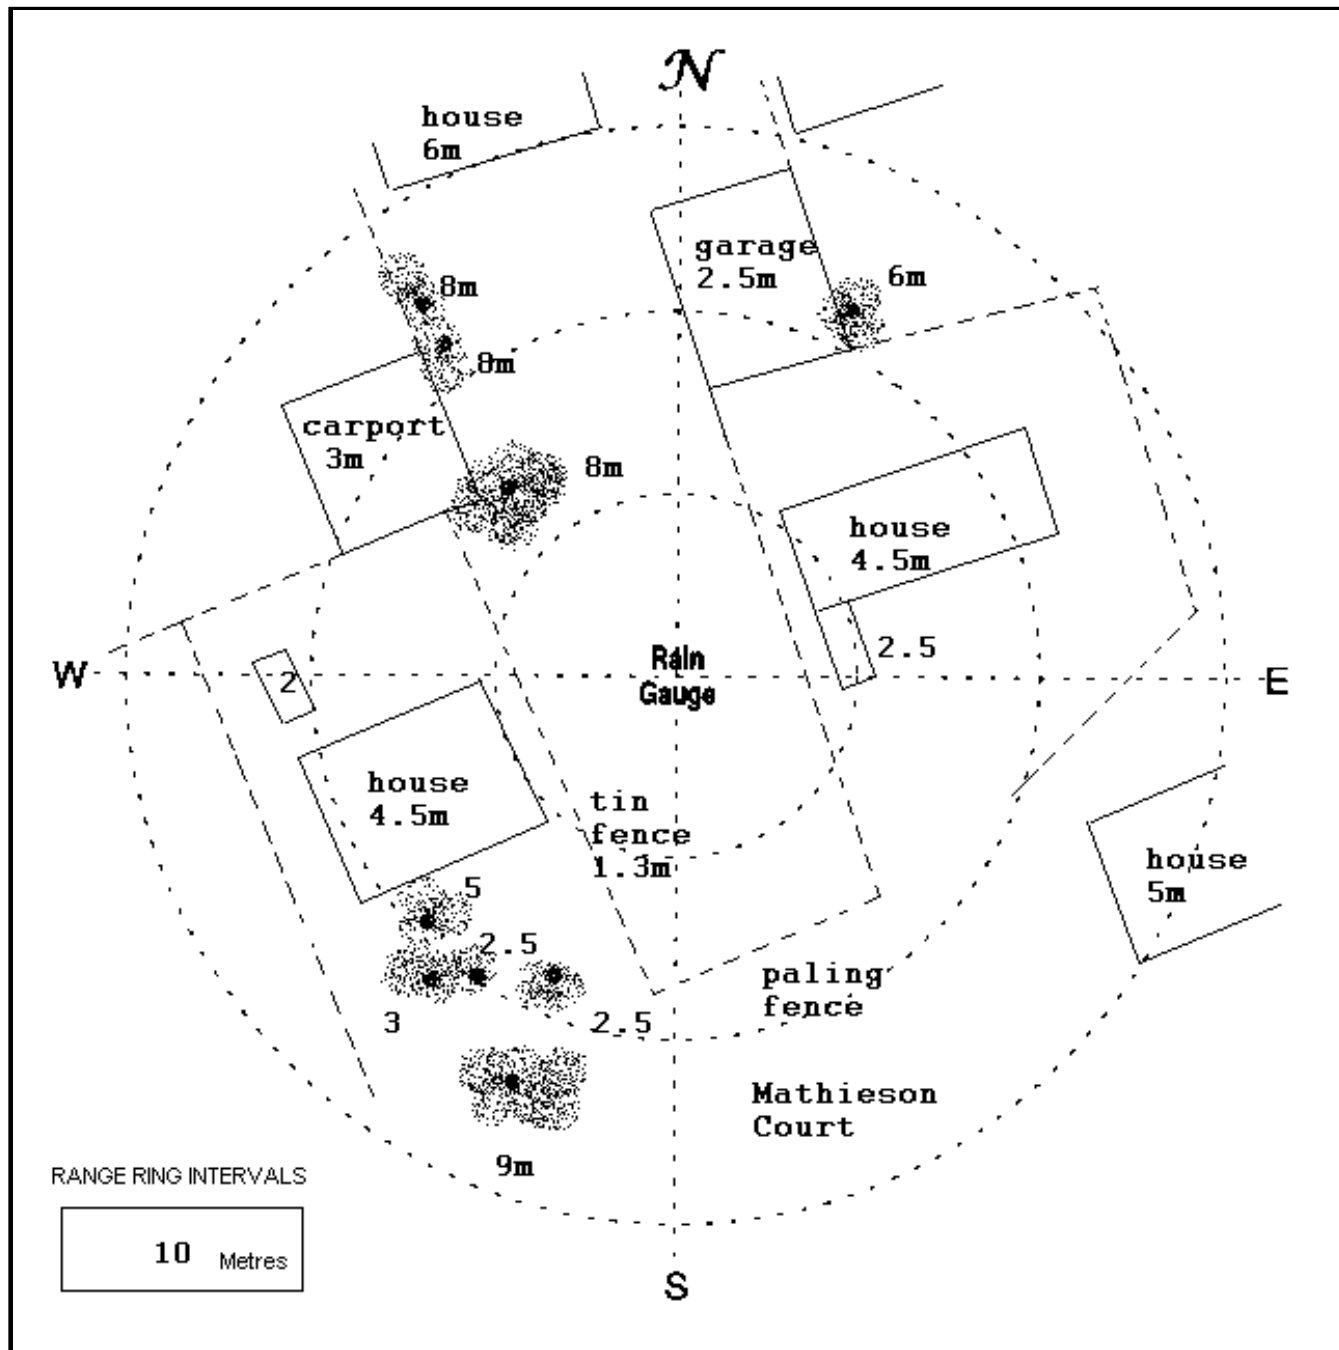 N
house
6m
garage
2.5m
6m
8m
8m
carport
3m
8m
house
4.5m
Rain
Gauge
W
E
2
2.5
house
4.5m
tin
fence
1.3m
house
5m
5
2.5
3
2.5
paling
fence
Mathieson
Court
9m
RANGE RING INTERVALS
10 Metres
S